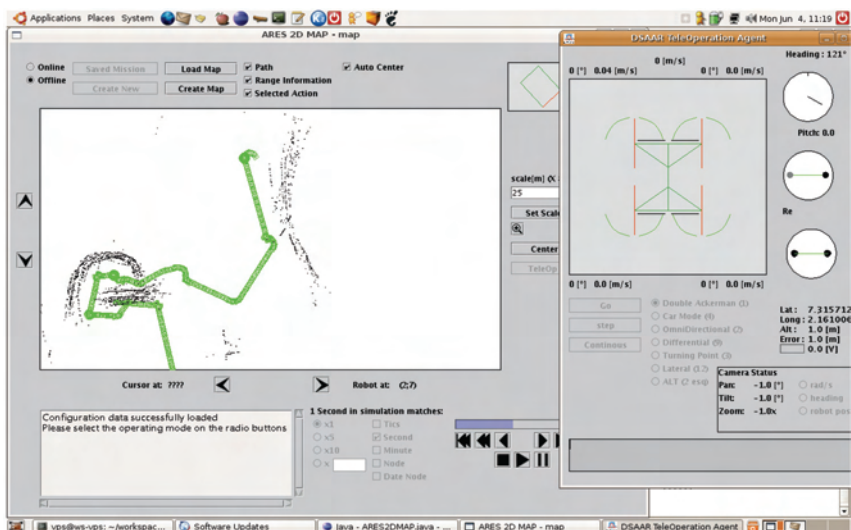 Applications Places System
Mon Jun 4, 11:19
ARES 2D MAP - map
DSAAR TeleOperation Agent
Online
Offline
Saved Mission
Create New
Load Map
Create Map
Path
Range Information
Selected Action
Auto Center
scale(m) (X
25
Set Scale
Center
TeleOp
0 [m/s]
0 [°] 0.04 [m/s]
0 [°] 0.0 [m/s]
Heading : 121°
Pitch: 0.0
Re
0 [°] 0.0 [m/s]
0 [°] 0.0 [m/s]
Go
step
Continous
Double Ackerman (1)
Car Mode (4)
OmniDirectional (2)
Differential (9)
Turning Point (3)
Lateral (12)
ALT (2 esqp
Lat : 7.315712
Long : 2.161006
Alt : 1.0 [m]
Error : 1.0 [m]
0.0 [V]
Camera Status
Pan: -1.0 [°]
Tilt: -1.0 [°]
Zoom: -1.0x
rad/s
heading
robot pos
Cursor at: ????
Robot at: (?;?)
Configuration data successfully loaded
Please select the operating mode on the radio buttons
1 Second in simulation matches:
x1
x5
x10
x
Tics
Second
Minute
Node
Date Node
vps@ws-vps: ~/workspac...
Software Updates
Java - ARES2DMAP.java - ...
ARES 2D MAP - map
DSAAR TeleOperation Agent